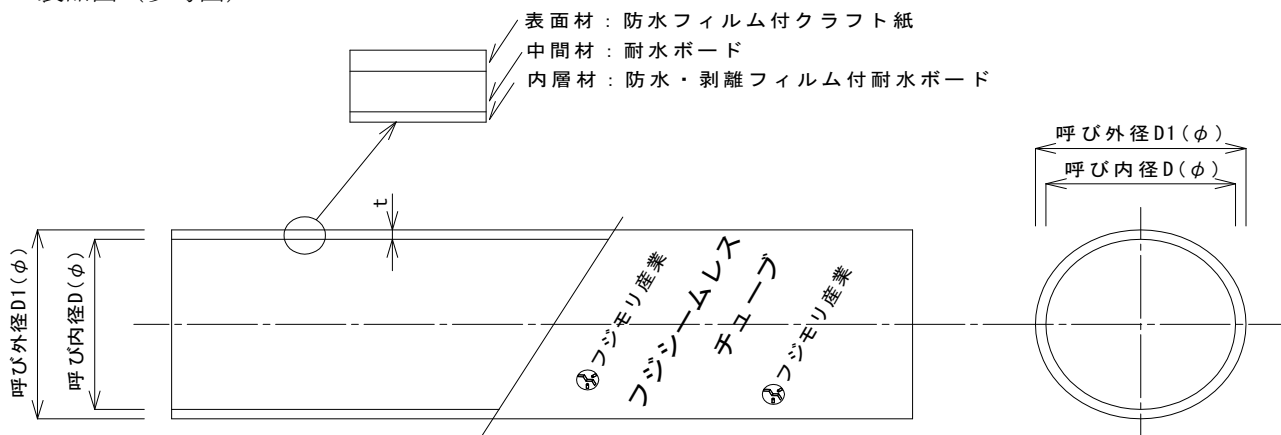 表面材：防水フィルム付クラフト紙
中間材：耐水ボード
内層材：防水・剥離フィルム付耐水ボード
呼び外径D1(φ)
呼び内径D(φ)
t
呼び外径D1(φ)
呼び内径D(φ)
フジモリ産業
フジシームレス
チューブ
フジモリ産業